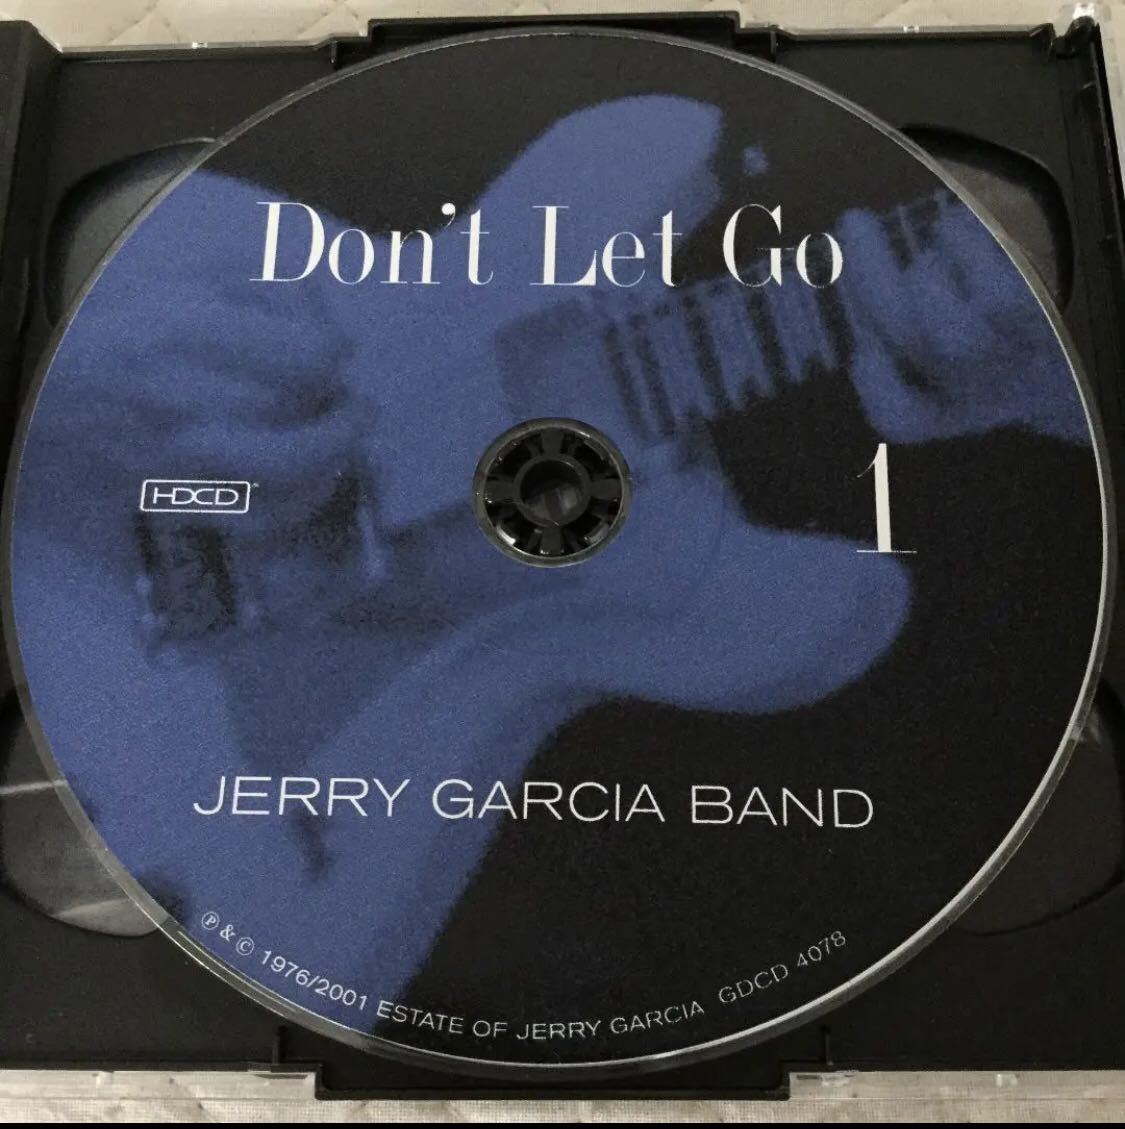 Don't Let Go
HDCD®
1
JERRY GARCIA BAND
℗ & © 1976/2001 ESTATE OF JERRY GARCIA GDCD 4078